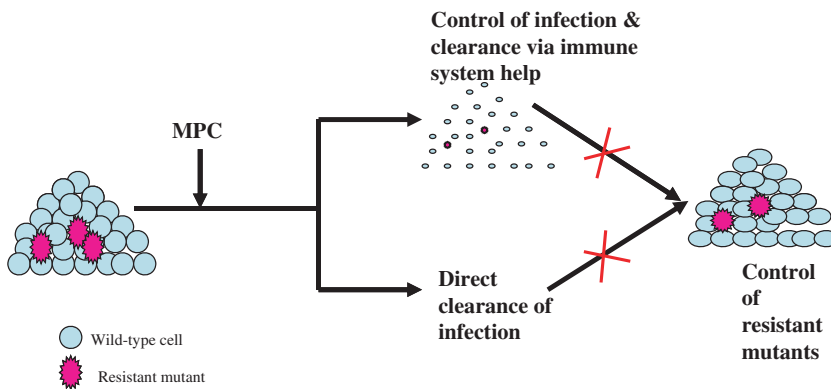 Control of infection &
clearance via immune
system help
MPC
Direct
clearance of
infection
Control
of
resistant
mutants
Wild-type cell
Resistant mutant